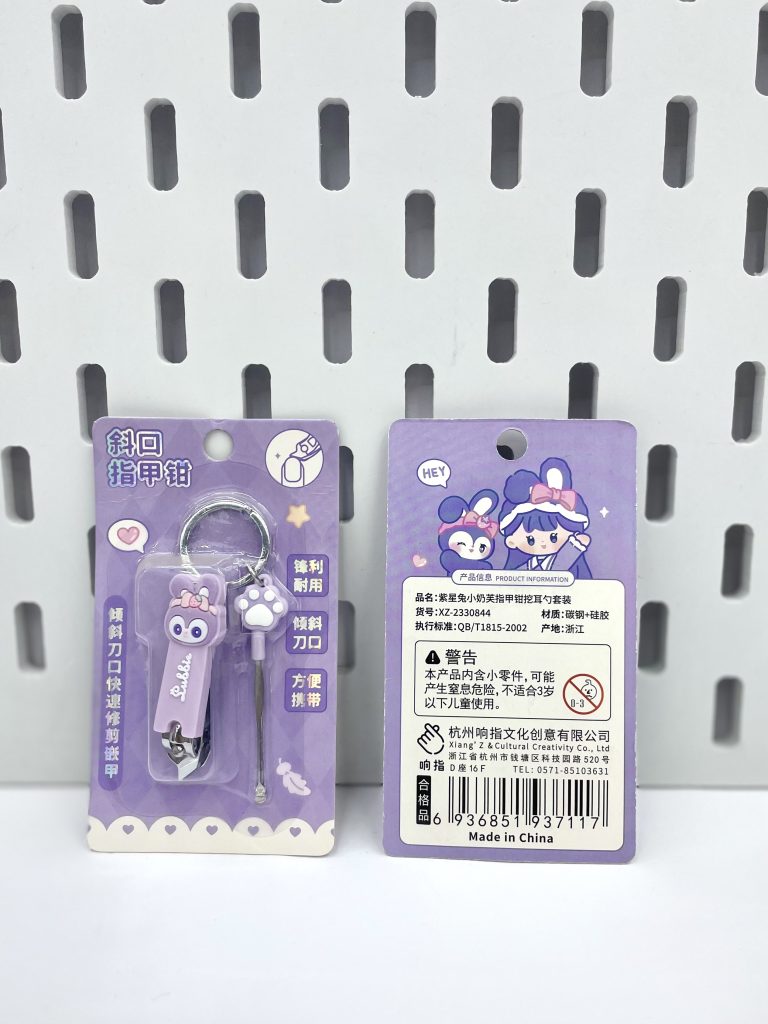 斜口
指甲钳
锋利
耐用
倾斜
刀口
方便
携带
倾斜刀口快速修剪嵌甲
Lubbie
HEY
产品信息 PRODUCT INFORMATION
品名:紫星兔小奶芙指甲钳挖耳勺套装
货号:XZ-2330844 材质:碳钢+硅胶
执行标准:QB/T1815-2002 产地:浙江
警告
本产品内含小零件,可能
产生窒息危险,不适合3岁
以下儿童使用。
0-3
响指
杭州响指文化创意有限公司
Xiang' Z &Cultural Creativity Co., Ltd
浙江省杭州市钱塘区科技园路520号
D座16F TEL: 0571-85103631
合格品
6 936851 937117
Made in China